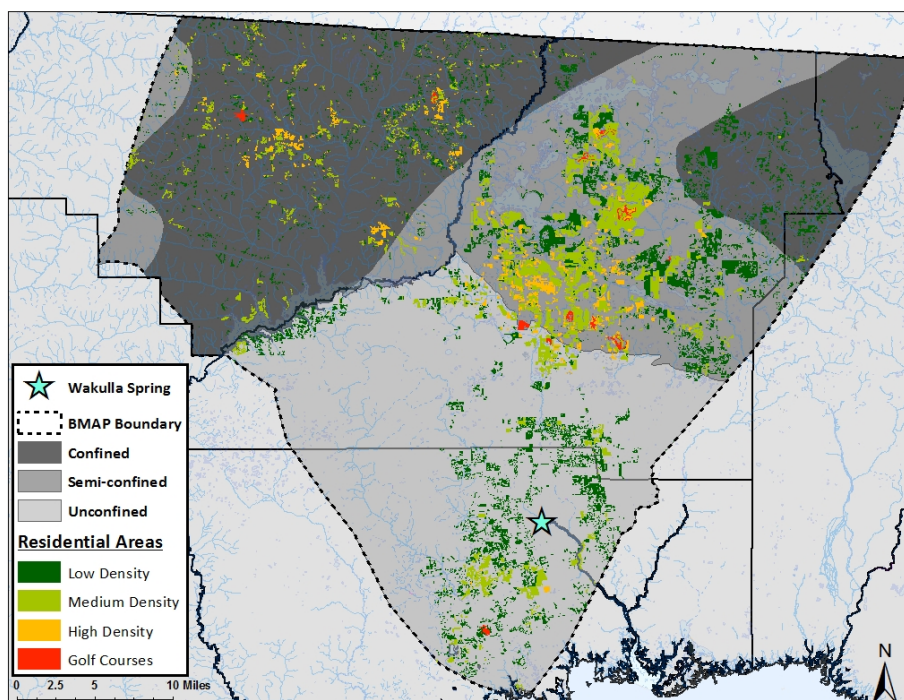 Wakulla Spring
BMAP Boundary
Confined
Semi-confined
Unconfined
Residential Areas
Low Density
Medium Density
High Density
Golf Courses
0 2.5 5 10 Miles
N